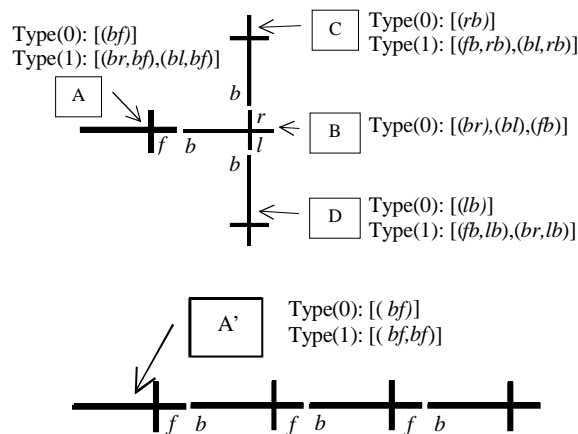 C
Type(0): [(rb)]
Type(1): [(fb,rb),(bl,rb)]
Type(0): [(bf)]
Type(1): [(br,bf),(bl,bf)]
A
b
r
f
b
l
B
Type(0): [(br),(bl),(fb)]
b
D
Type(0): [(lb)]
Type(1): [(fb,lb),(br,lb)]
A’
Type(0): [( bf)]
Type(1): [( bf,bf)]
f b f b f b